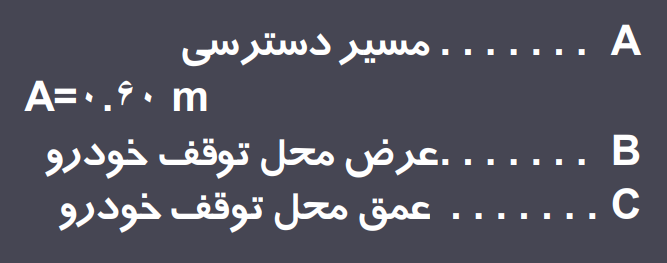 A ....... مسیر دسترسی
A=۰.۶۰ m
B .......عرض محل توقف خودرو
C ....... عمق محل توقف خودرو